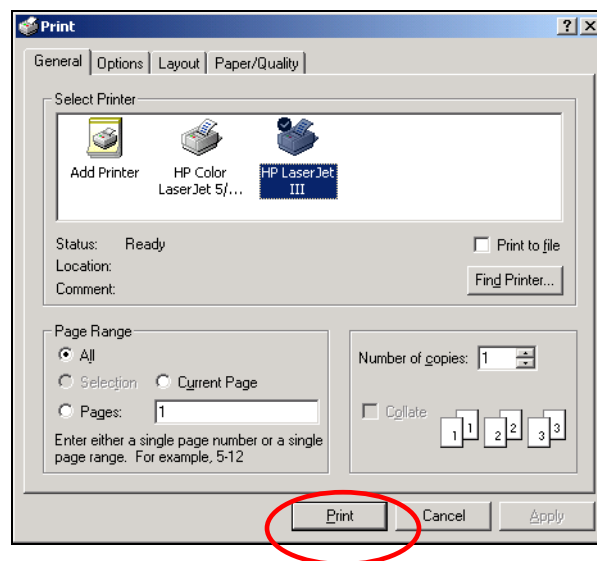 Print
General Options Layout Paper/Quality
Select Printer
Add Printer
HP Color
LaserJet 5/...
HP LaserJet
III
Status: Ready
Location:
Comment:
Print to file
Find Printer...
Page Range
All
Selection
Current Page
Pages: 1
Enter either a single page number or a single
page range. For example, 5-12
Number of copies: 1
Collate
1 1 2 2 3 3
Print Cancel Apply